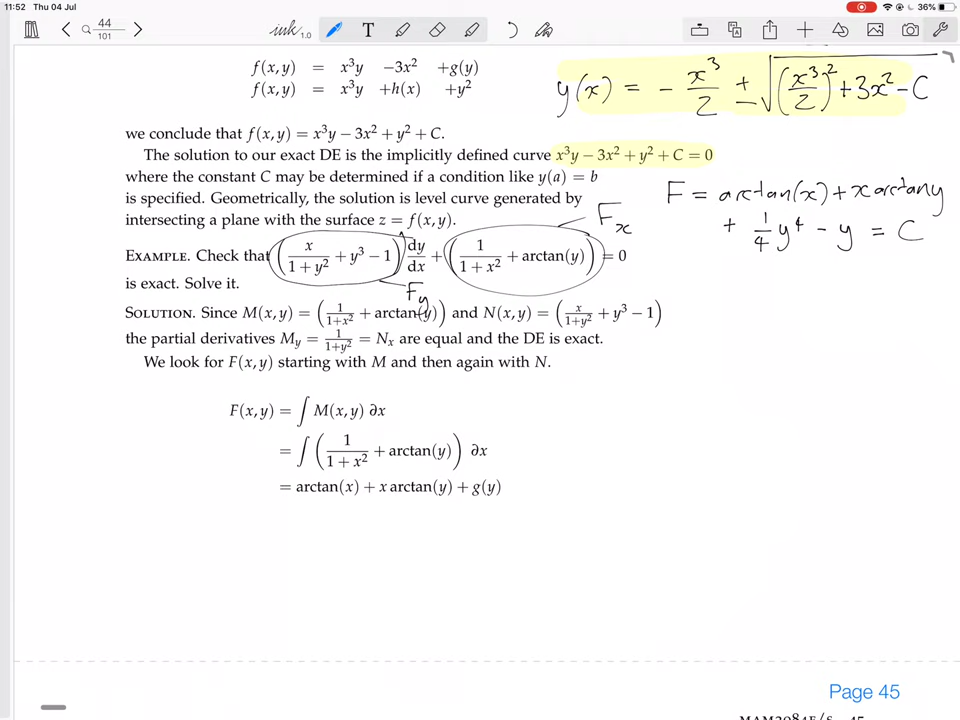 11:52 Thu 04 Jul
36%
44
101
ink 1.0
T
f(x, y) = x³y −3x² +g(y)
f(x, y) = x³y +h(x) +y²
y(x) = − x³/2 ± √((x³/2)² + 3x² − C
we conclude that f(x, y) = x³y − 3x² + y² + C.
The solution to our exact DE is the implicitly defined curve x³y − 3x² + y² + C = 0
where the constant C may be determined if a condition like y(a) = b
is specified. Geometrically, the solution is level curve generated by
intersecting a plane with the surface z = f(x, y).
F = arctan(x) + x arctany
+ 1/4 y⁴ − y = C
Fx
EXAMPLE. Check that (x/(1 + y²) + y³ − 1) dy/dx + (1/(1 + x²) + arctan(y)) = 0
is exact. Solve it.
Fy
SOLUTION. Since M(x, y) = (1/(1+x²) + arctan(y)) and N(x, y) = (x/(1+y²) + y³ − 1)
the partial derivatives My = 1/(1+y²) = Nx are equal and the DE is exact.
We look for F(x, y) starting with M and then again with N.
F(x, y) = ∫ M(x, y) ∂x
= ∫ (1/(1 + x²) + arctan(y)) ∂x
= arctan(x) + x arctan(y) + g(y)
Page 45